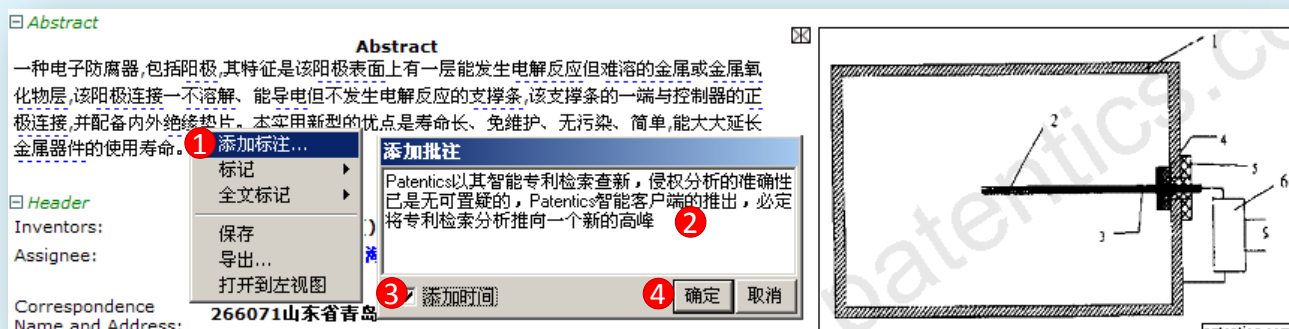 Abstract
Abstract
一种电子防腐器,包括阳极,其特征是该阳极表面上有一层能发生电解反应但难溶的金属或金属氧
化物层,该阳极连接一不溶解、能导电但不发生电解反应的支撑条,该支撑条的一端与控制器的正
极连接,并配备内外绝缘垫片。本实用新型的优点是寿命长、免维护、无污染、简单,能大大延长
金属器件的使用寿命。
1 添加标注...
标记
全文标记
保存
导出...
打开到左视图
添加批注
Patentics以其智能专利检索查新，侵权分析的准确性
已是无可置疑的，Patentics智能客户端的推出，必定
将专利检索分析推向一个新的高峰
2
3 添加时间
4 确定 取消
Header
Inventors:
Assignee:
Correspondence
Name and Address:
266071山东省青岛
1
2
3
4
5
6
S
patentics.co